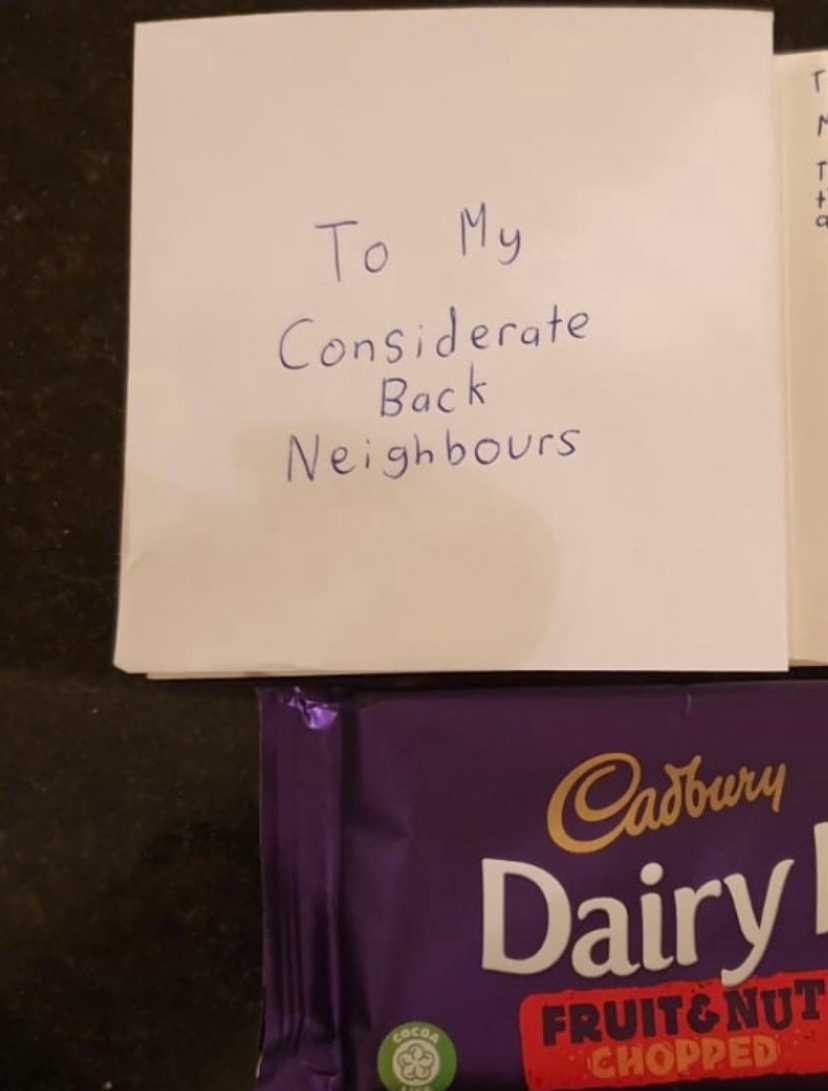 To My
Considerate
Back
Neighbours
T
M
T
t
a
Cadbury
Dairy
FRUIT & NUT
CHOPPED
COCOA